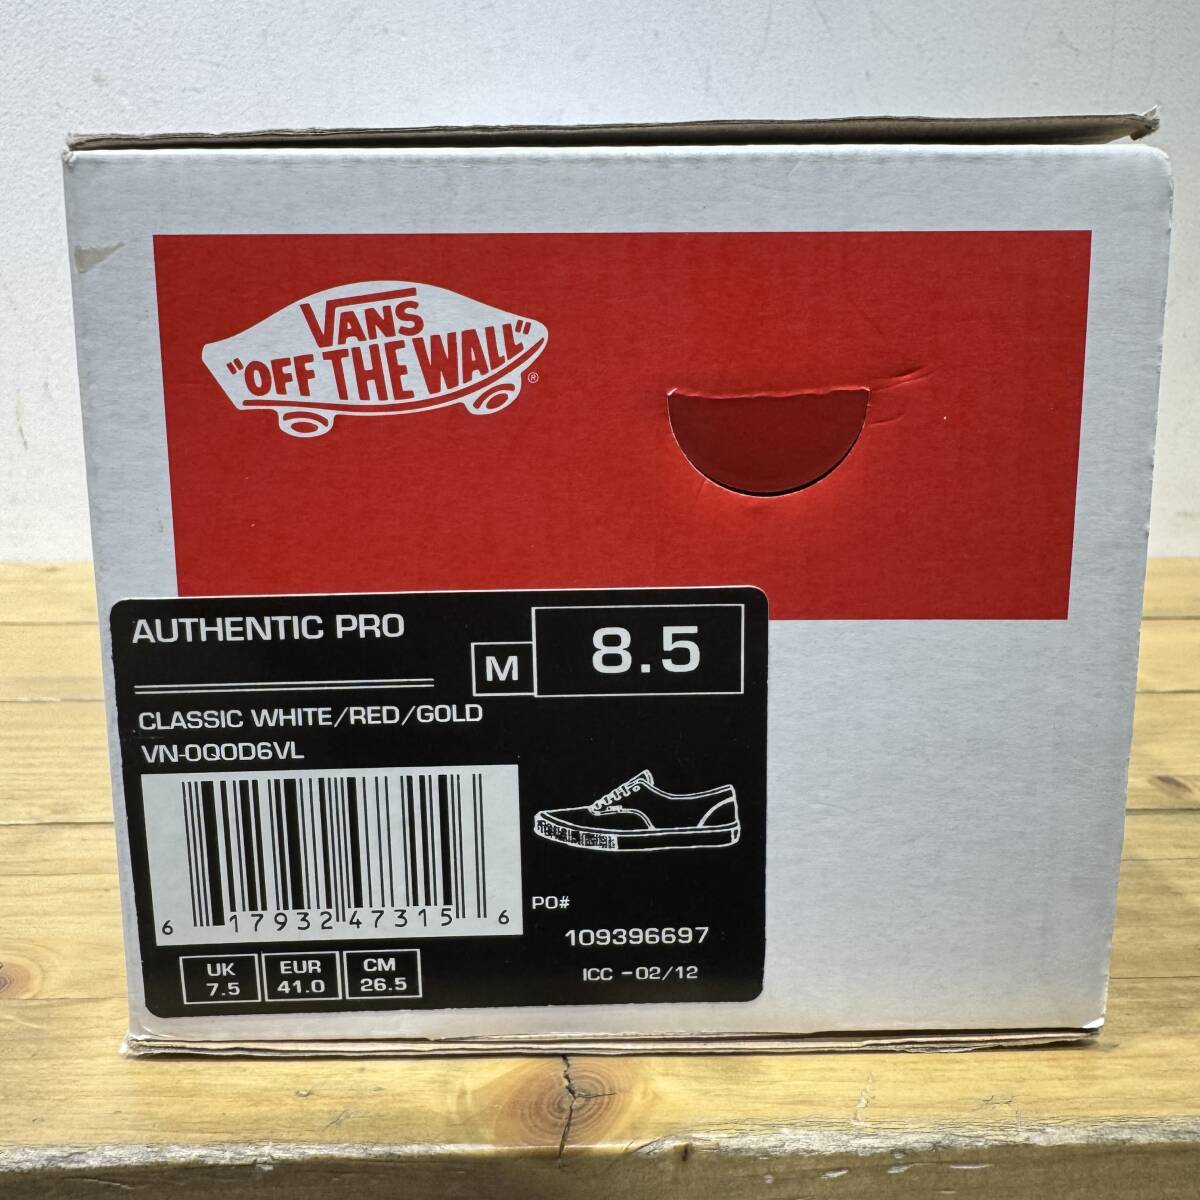 VANS
"OFF THE WALL"
®
AUTHENTIC PRO
M
8.5
CLASSIC WHITE/RED/GOLD
VN-0Q0D6VL
6 17932 47315 6
PO#
109396697
ICC -02/12
UK
7.5
EUR
41.0
CM
26.5